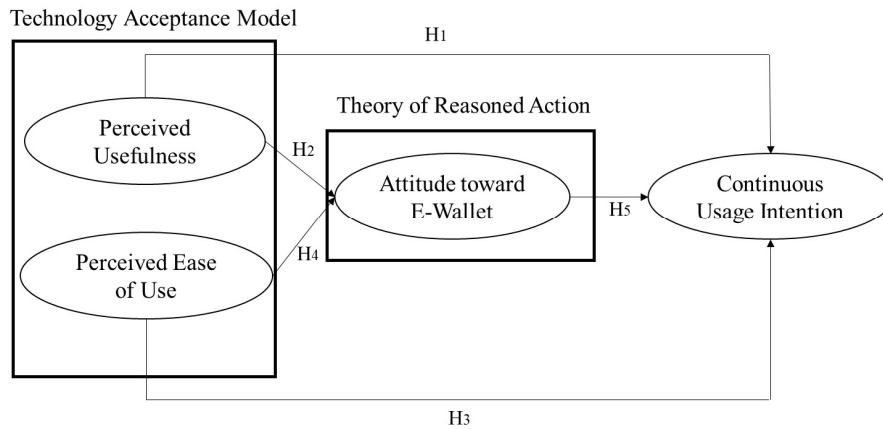 Technology Acceptance Model
H1
Theory of Reasoned Action
Perceived
Usefulness
H2
Attitude toward
E-Wallet
Continuous
Usage Intention
H5
H4
Perceived Ease
of Use
H3